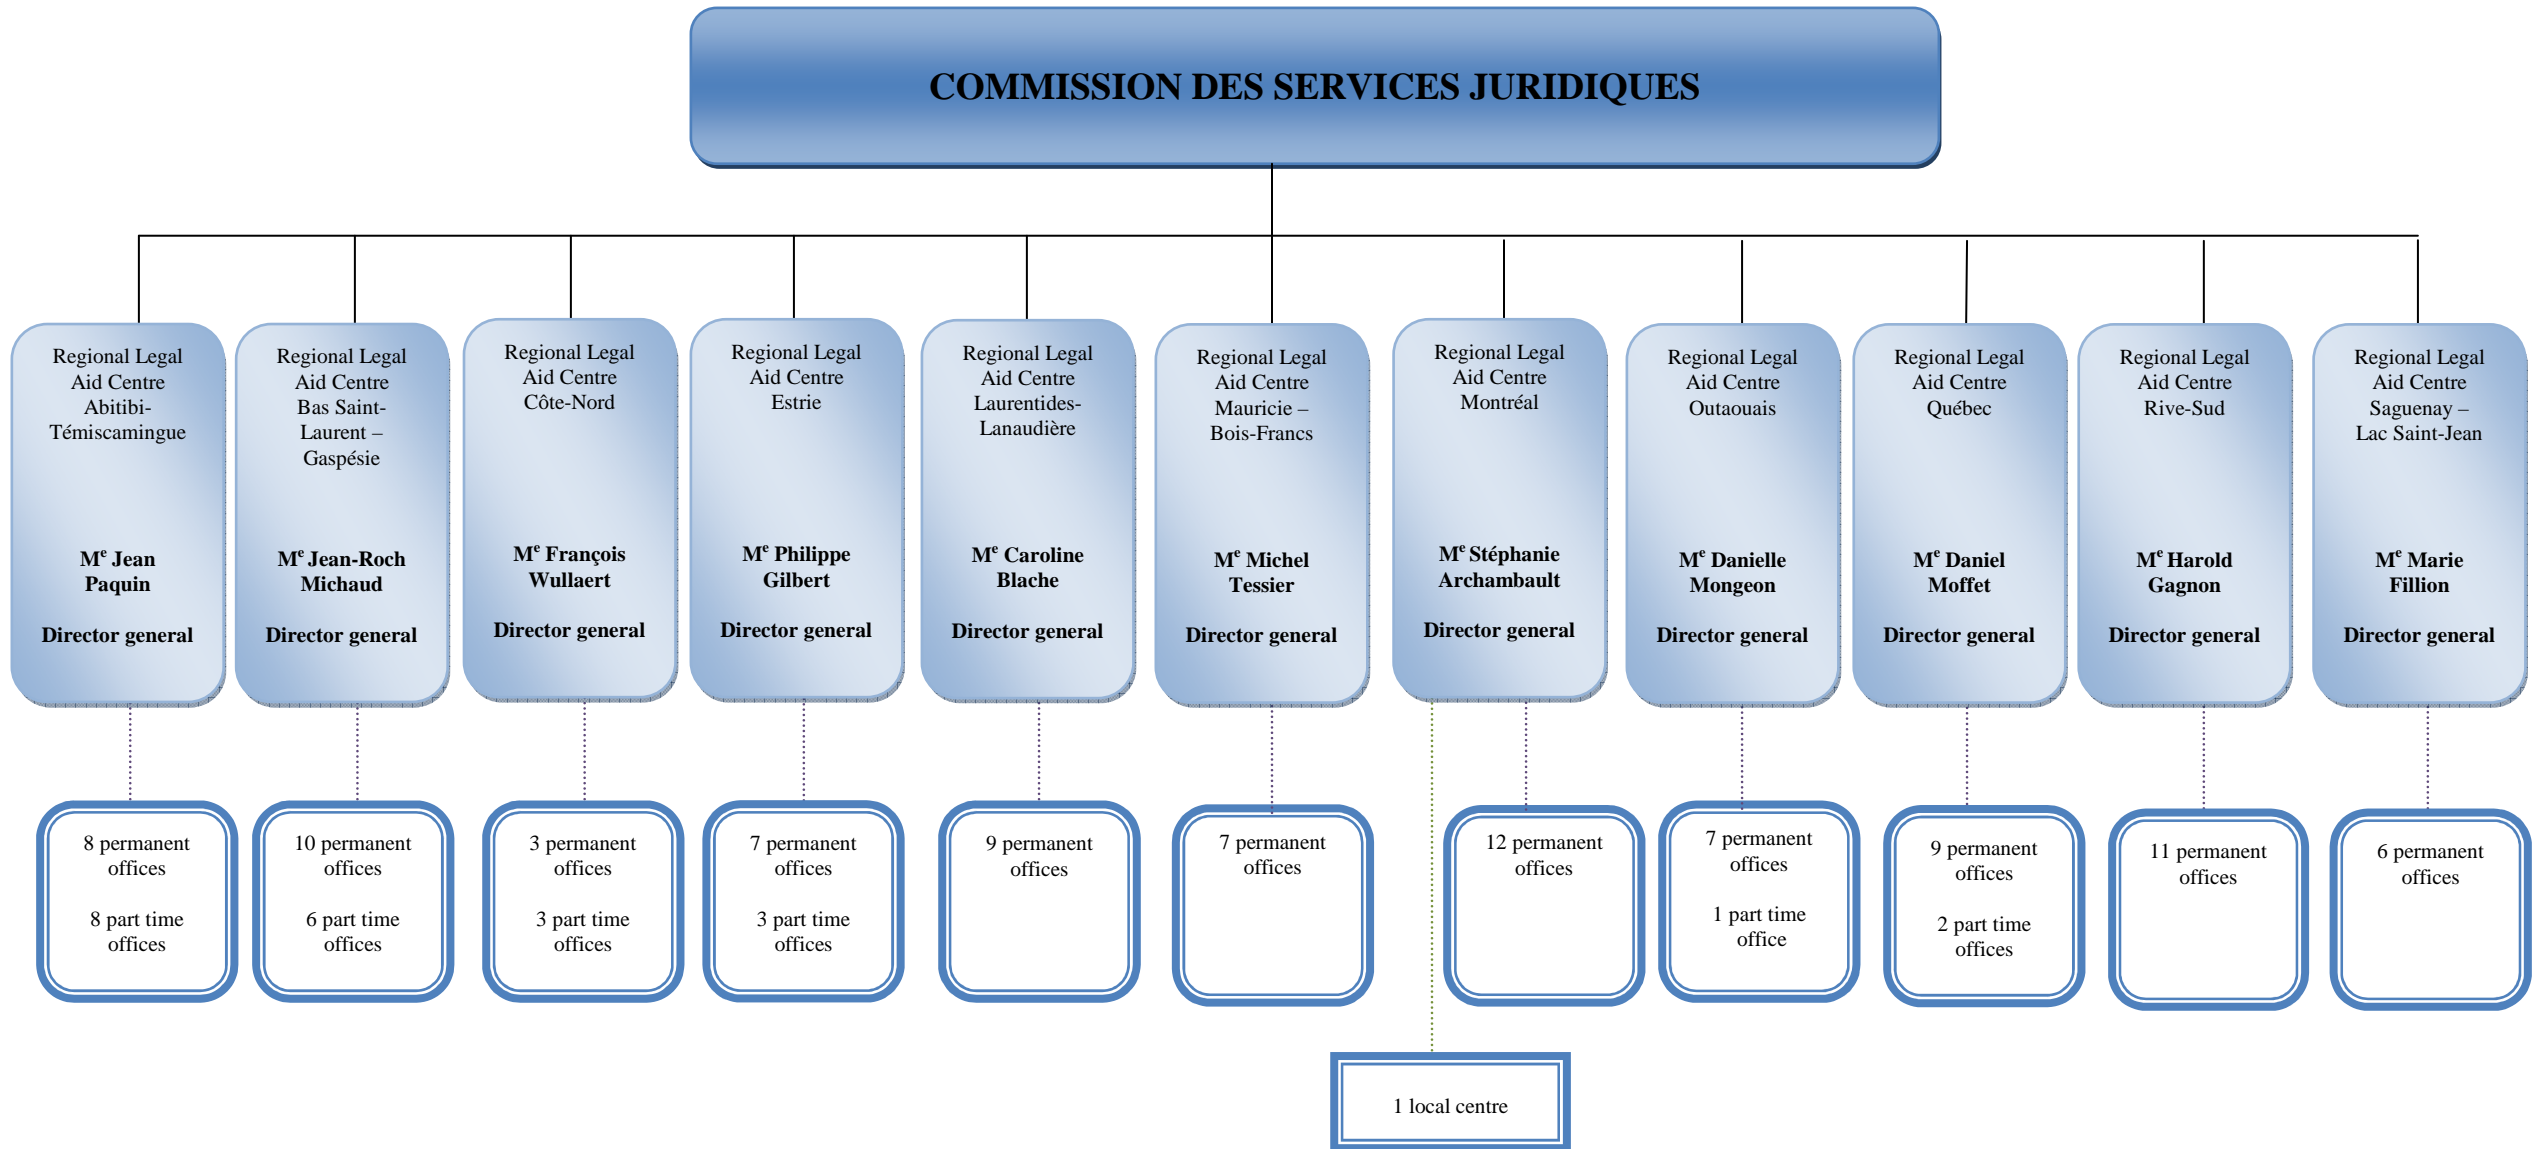 COMMISSION DES SERVICES JURIDIQUES
Regional Legal
Aid Centre
Abitibi-
Témiscamingue
Mᵉ Jean
Paquin
Director general
Regional Legal
Aid Centre
Bas Saint-
Laurent –
Gaspésie
Mᵉ Jean-Roch
Michaud
Director general
Regional Legal
Aid Centre
Côte-Nord
Mᵉ François
Wullaert
Director general
Regional Legal
Aid Centre
Estrie
Mᵉ Philippe
Gilbert
Director general
Regional Legal
Aid Centre
Laurentides-
Lanaudière
Mᵉ Caroline
Blache
Director general
Regional Legal
Aid Centre
Mauricie –
Bois-Francs
Mᵉ Michel
Tessier
Director general
Regional Legal
Aid Centre
Montréal
Mᵉ Stéphanie
Archambault
Director general
Regional Legal
Aid Centre
Outaouais
Mᵉ Danielle
Mongeon
Director general
Regional Legal
Aid Centre
Québec
Mᵉ Daniel
Moffet
Director general
Regional Legal
Aid Centre
Rive-Sud
Mᵉ Harold
Gagnon
Director general
Regional Legal
Aid Centre
Saguenay –
Lac Saint-Jean
Mᵉ Marie
Fillion
Director general
8 permanent
offices
8 part time
offices
10 permanent
offices
6 part time
offices
3 permanent
offices
3 part time
offices
7 permanent
offices
3 part time
offices
9 permanent
offices
7 permanent
offices
12 permanent
offices
7 permanent
offices
1 part time
office
9 permanent
offices
2 part time
offices
11 permanent
offices
6 permanent
offices
1 local centre